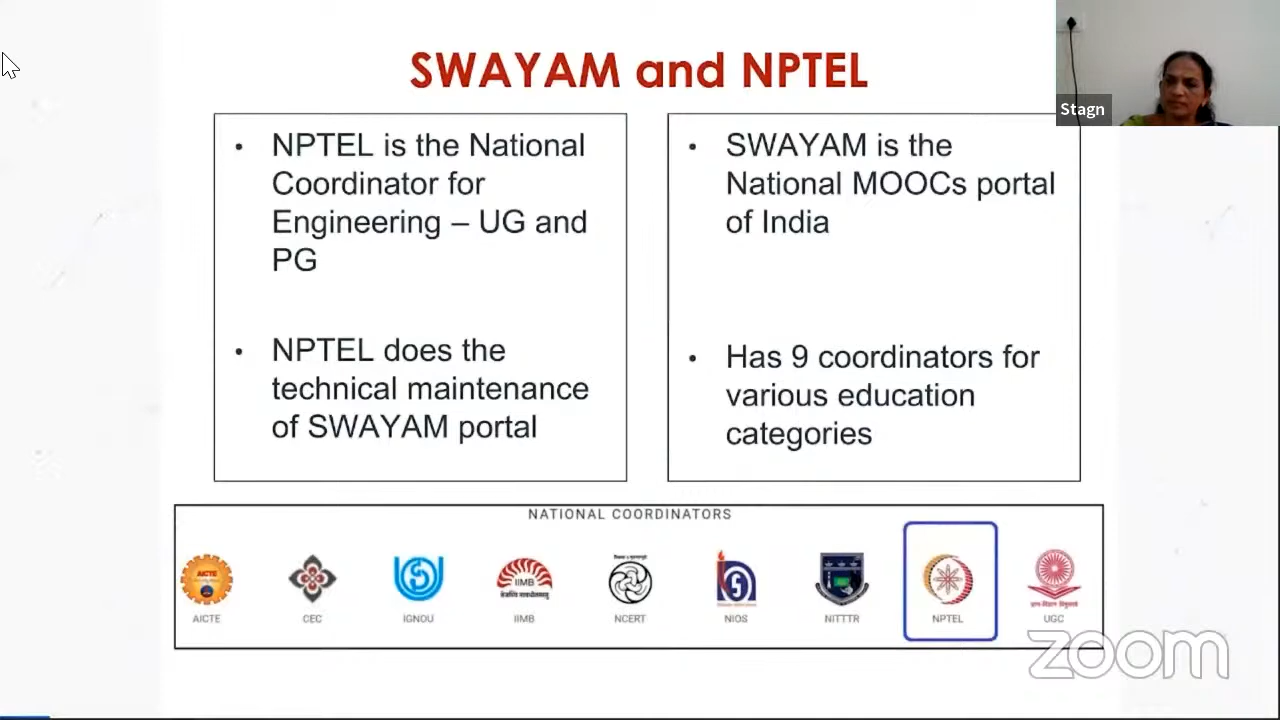 SWAYAM and NPTEL
Stagn
• NPTEL is the National
Coordinator for
Engineering – UG and
PG
• NPTEL does the
technical maintenance
of SWAYAM portal
• SWAYAM is the
National MOOCs portal
of India
• Has 9 coordinators for
various education
categories
NATIONAL COORDINATORS
AICTE
IIMB
AICTE CEC IGNOU IIMB NCERT NIOS NITTTR NPTEL UGC
zoom